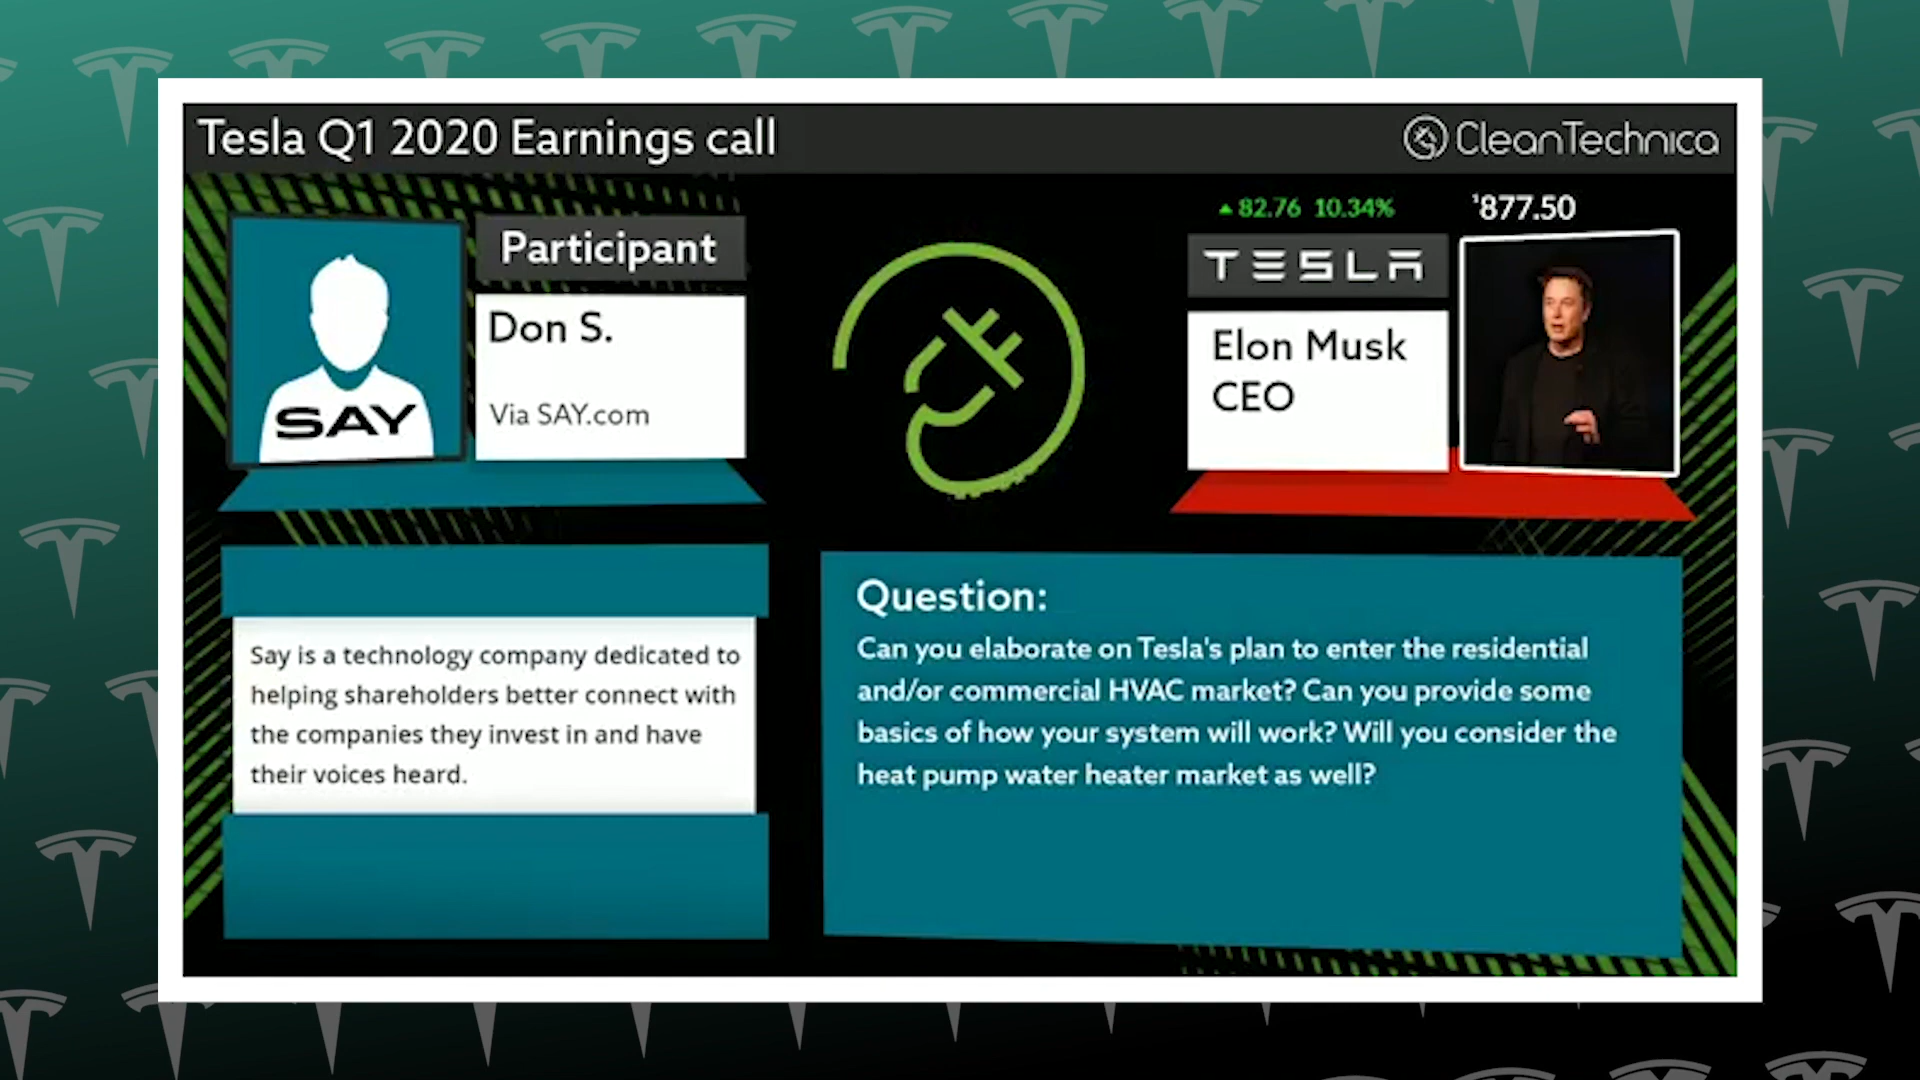 Tesla Q1 2020 Earnings call
CleanTechnica
Participant
Don S.
Via SAY.com
SAY
▲82.76 10.34%
$877.50
TESLA
Elon Musk
CEO
Say is a technology company dedicated to
helping shareholders better connect with
the companies they invest in and have
their voices heard.
Question:
Can you elaborate on Tesla's plan to enter the residential
and/or commercial HVAC market? Can you provide some
basics of how your system will work? Will you consider the
heat pump water heater market as well?